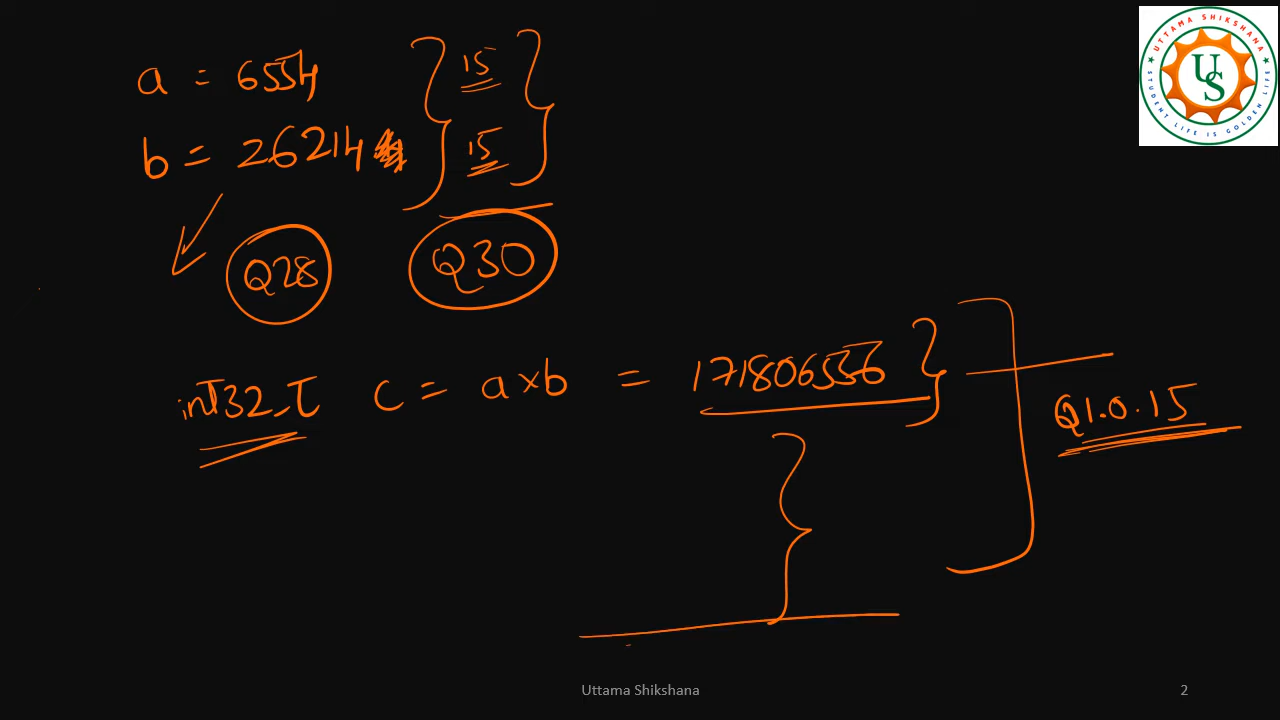 a = 6554 } 15 }
b = 26214 } 15 }
Q28 Q30
int32_t c = a×b = 171806556 }
Q1.0.15
UTTAMA SHIKSHANA
US
STUDENT LIFE IS GOLDEN LIFE
Uttama Shikshana
2